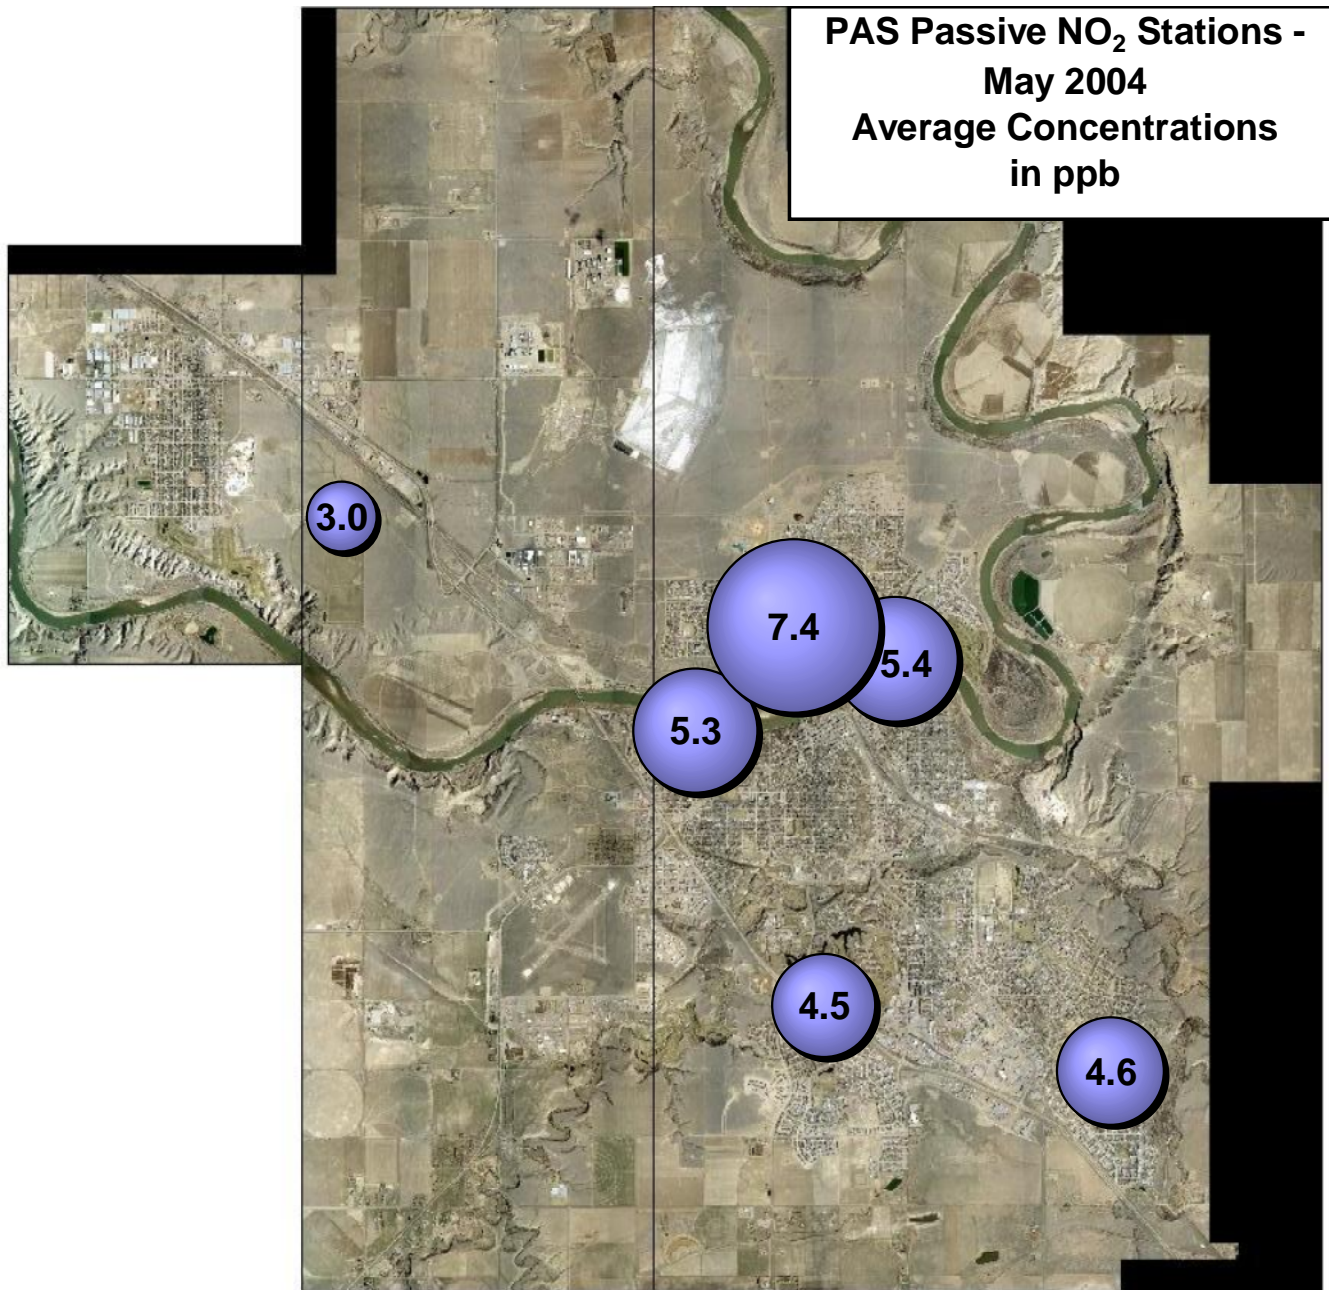 PAS Passive NO₂ Stations -
May 2004
Average Concentrations
in ppb
3.0
7.4
5.4
5.3
4.5
4.6